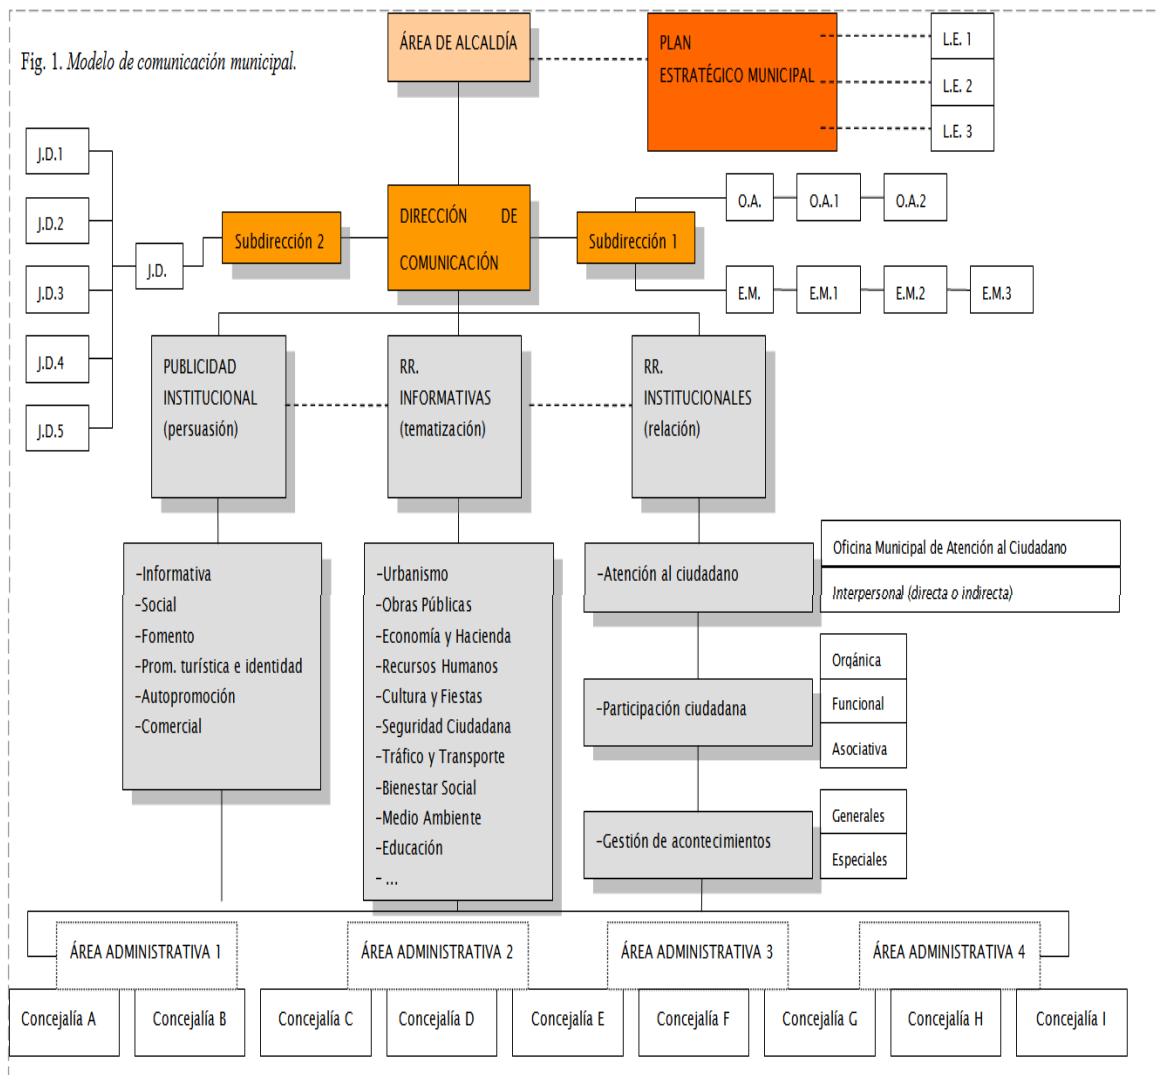 Fig. 1. Modelo de comunicación municipal.
ÁREA DE ALCALDÍA
PLAN
ESTRATÉGICO MUNICIPAL
L.E. 1
L.E. 2
L.E. 3
J.D.1
J.D.2
J.D.3
J.D.4
J.D.5
J.D.
Subdirección 2
DIRECCIÓN DE
COMUNICACIÓN
Subdirección 1
O.A.
O.A.1
O.A.2
E.M.
E.M.1
E.M.2
E.M.3
PUBLICIDAD
INSTITUCIONAL
(persuasión)
RR.
INFORMATIVAS
(tematización)
RR.
INSTITUCIONALES
(relación)
-Informativa
-Social
-Fomento
-Prom. turística e identidad
-Autopromoción
-Comercial
-Urbanismo
-Obras Públicas
-Economía y Hacienda
-Recursos Humanos
-Cultura y Fiestas
-Seguridad Ciudadana
-Tráfico y Transporte
-Bienestar Social
-Medio Ambiente
-Educación
- ...
-Atención al ciudadano
Oficina Municipal de Atención al Ciudadano
Interpersonal (directa o indirecta)
-Participación ciudadana
Orgánica
Funcional
Asociativa
-Gestión de acontecimientos
Generales
Especiales
ÁREA ADMINISTRATIVA 1
ÁREA ADMINISTRATIVA 2
ÁREA ADMINISTRATIVA 3
ÁREA ADMINISTRATIVA 4
Concejalía A
Concejalía B
Concejalía C
Concejalía D
Concejalía E
Concejalía F
Concejalía G
Concejalía H
Concejalía I